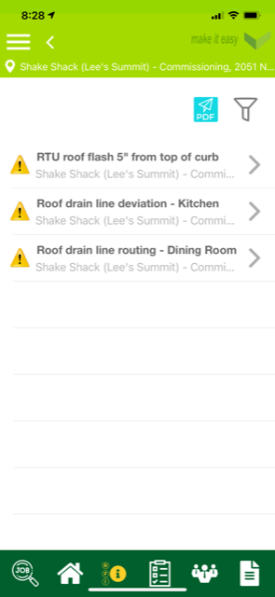 8:28
make it easy
Shake Shack (Lee's Summit) - Commissioning, 2051 N...
PDF
RTU roof flash 5" from top of curb
Shake Shack (Lee's Summit) - Commi...
Roof drain line deviation - Kitchen
Shake Shack (Lee's Summit) - Commi...
Roof drain line routing - Dining Room
Shake Shack (Lee's Summit) - Commi...
JOB